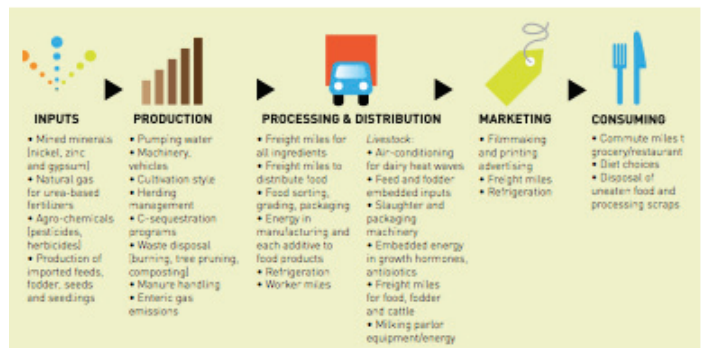 INPUTS
• Mined minerals
(nickel, zinc
and gypsum)
• Natural gas
for urea-based
fertilizers
• Agro-chemicals
(pesticides,
herbicides)
• Production of
imported feeds,
fodder, seeds
and seedlings
PRODUCTION
• Pumping water
• Machinery,
vehicles
• Cultivation style
• Herding
management
• C-sequestration
programs
• Waste disposal
(burning, tree pruning,
composting)
• Manure handling
• Enteric gas
emissions
PROCESSING & DISTRIBUTION
• Freight miles for
all ingredients
• Freight miles to
distribute food
• Food sorting,
grading, packaging
• Energy in
manufacturing and
each additive to
food products
• Refrigeration
• Worker miles
Livestock:
• Air-conditioning
for dairy heat waves
• Feed and fodder
embedded inputs
• Slaughter and
packaging
machinery
• Embedded energy
in growth hormones,
antibiotics
• Freight miles
for food, fodder
and cattle
• Milking parlor
equipment/energy
MARKETING
• Filmmaking
and printing
advertising
• Freight miles
• Refrigeration
CONSUMING
• Commute miles t
grocery/restaurant
• Diet choices
• Disposal of
uneaten food and
processing scraps